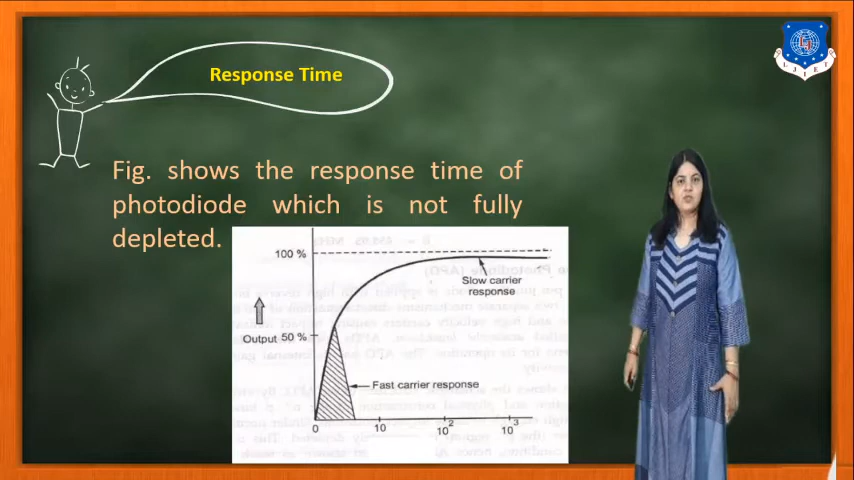 Response Time
Fig. shows the response time of
photodiode which is not fully
depleted.
100 %
Slow carrier
response
Output 50 %
Fast carrier response
0 10 10² 10³
LJIET